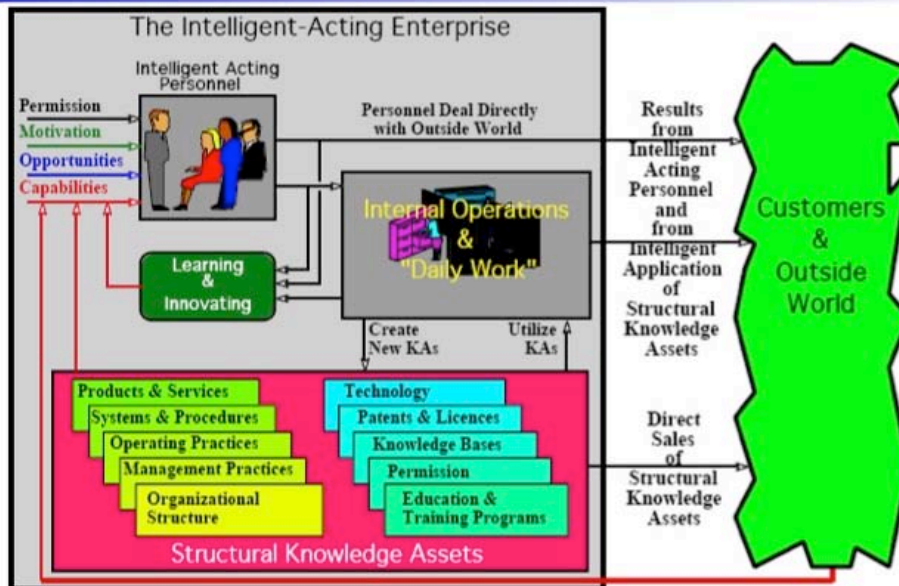 The Intelligent-Acting Enterprise
Intelligent Acting
Personnel
Permission
Motivation
Opportunities
Capabilities
Personnel Deal Directly
with Outside World
Internal Operations
&
"Daily Work"
Learning
&
Innovating
Create
New KAs
Utilize
KAs
Products & Services
Systems & Procedures
Operating Practices
Management Practices
Organizational
Structure
Technology
Patents & Licences
Knowledge Bases
Permission
Education &
Training Programs
Structural Knowledge Assets
Results
from
Intelligent
Acting
Personnel
and
from
Intelligent
Application
of
Structural
Knowledge
Assets
Direct
Sales
of
Structural
Knowledge
Assets
Customers
&
Outside
World